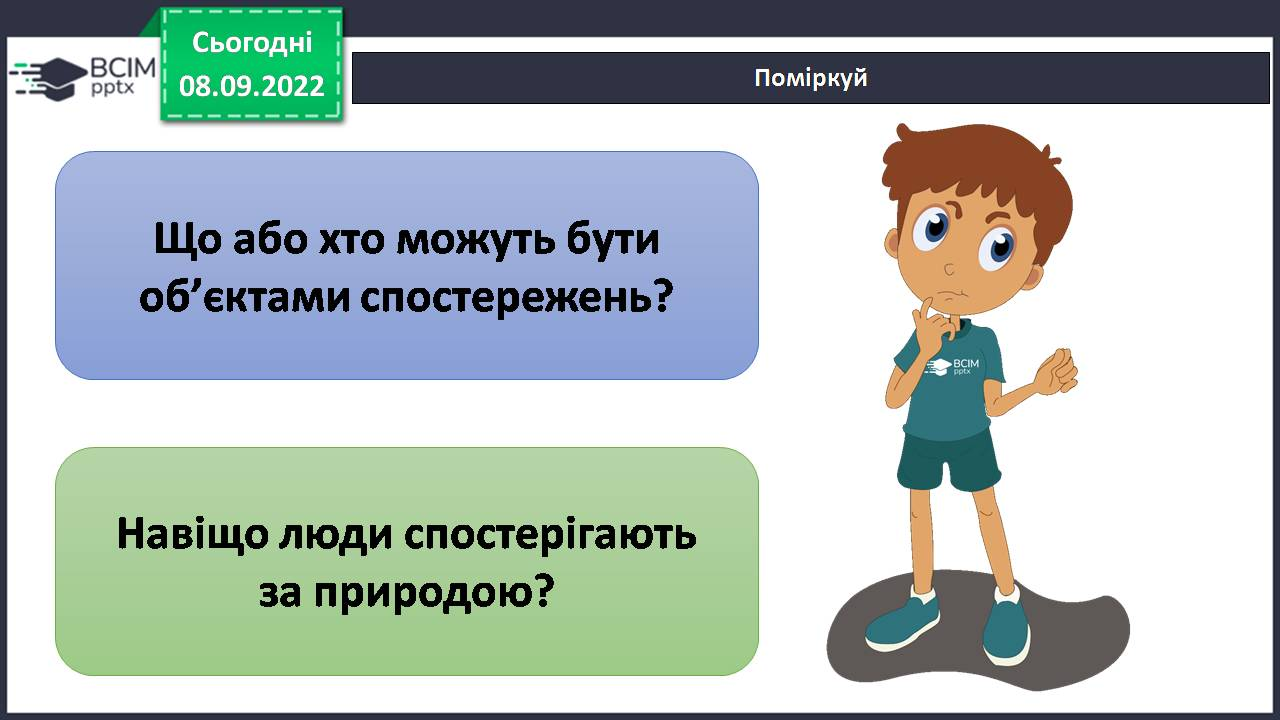 Сьогодні
08.09.2022
ВСІМ
pptx
Поміркуй
Що або хто можуть бути
об’єктами спостережень?
ВСІМ
pptx
Навіщо люди спостерігають
за природою?